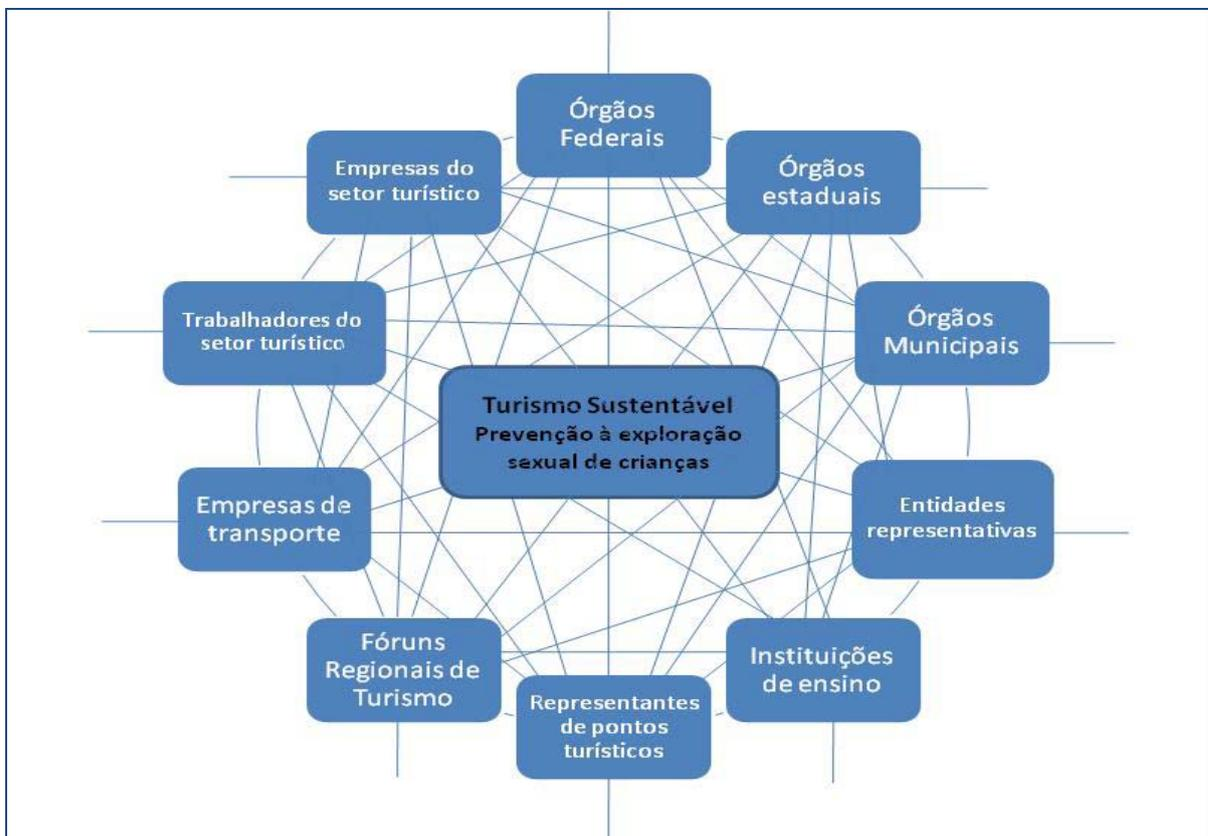 Órgãos
Federais
Órgãos
estaduais
Órgãos
Municipais
Entidades
representativas
Instituições
de ensino
Representantes
de pontos
turísticos
Fóruns
Regionais de
Turismo
Empresas de
transporte
Trabalhadores do
setor turístico
Empresas do
setor turístico
Turismo Sustentável
Prevenção à exploração
sexual de crianças